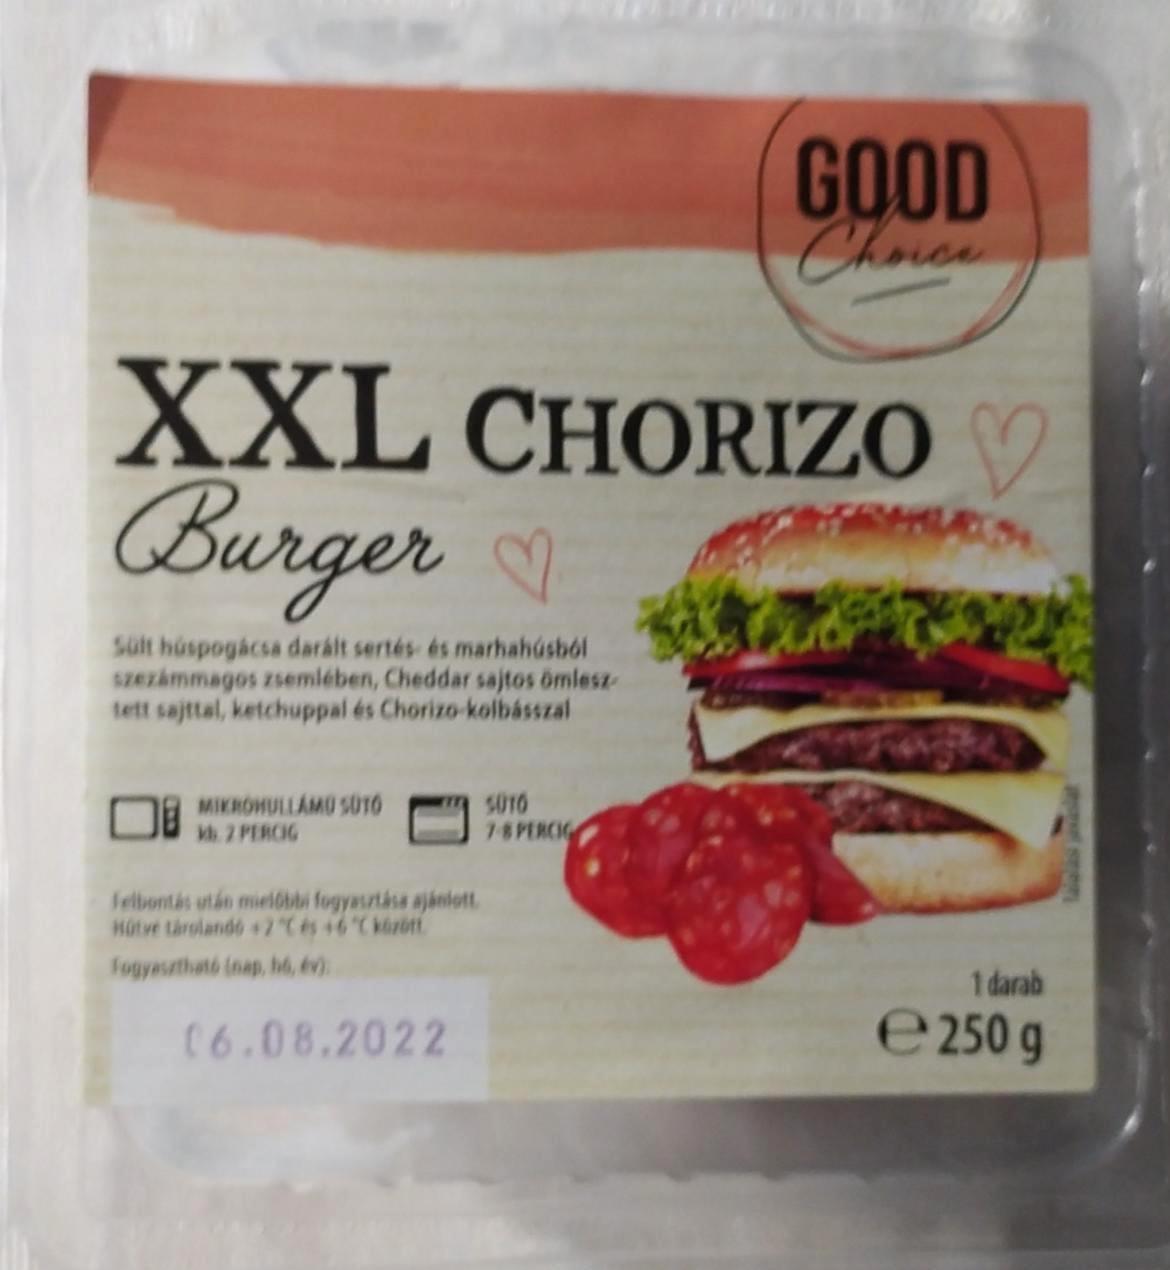 GOOD
Choice
XXL CHORIZO
Burger
Sült húspogácsa darált sertés- és marhahúsból
szezámmagos zsemlében, Cheddar sajtos ömlesz-
tett sajttal, ketchuppal és Chorizo-kolbásszal
MIKROHULLÁMÚ SÜTŐ
kb. 2 PERCIG
SÜTŐ
7-8 PERCIG
Felbontás után mielőbbi fogyasztása ajánlott.
Hűtve tárolandó +2 °C és +6 °C között.
Fogyasztható (nap, hó, év):
06.08.2022
1 darab
℮ 250 g